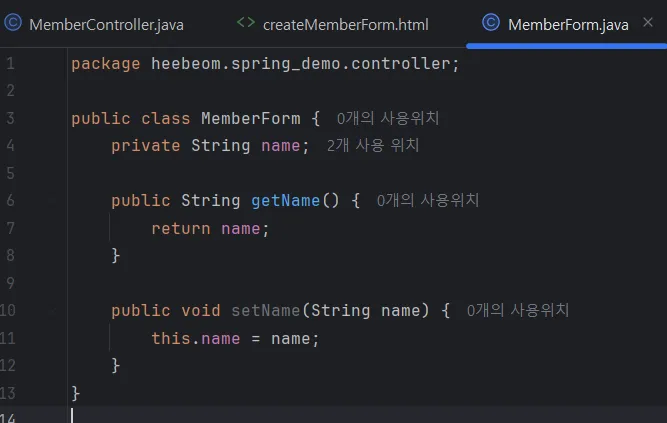 MemberController.java <> createMemberForm.html MemberForm.java ×
1 package heebeom.spring_demo.controller;
2
3 public class MemberForm { 0개의 사용위치
4 private String name; 2개 사용 위치
5
6 public String getName() { 0개의 사용위치
7 return name;
8 }
9
10 public void setName(String name) { 0개의 사용위치
11 this.name = name;
12 }
13 }
14